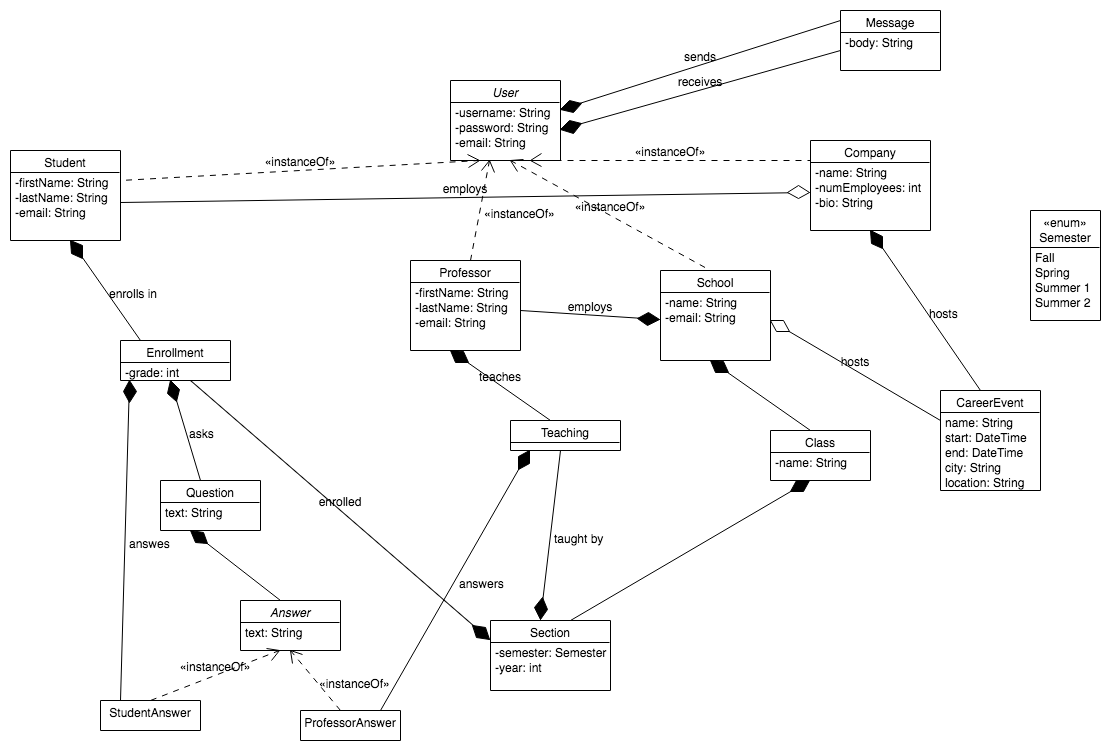 Message
-body: String
sends
receives
User
-username: String
-password: String
-email: String
Student
-firstName: String
-lastName: String
-email: String
«instanceOf»
«instanceOf»
Company
-name: String
-numEmployees: int
-bio: String
employs
«instanceOf»
«instanceOf»
«enum»
Semester
Fall
Spring
Summer 1
Summer 2
Professor
-firstName: String
-lastName: String
-email: String
School
-name: String
-email: String
employs
enrolls in
hosts
hosts
Enrollment
-grade: int
teaches
CareerEvent
name: String
start: DateTime
end: DateTime
city: String
location: String
Teaching
Class
-name: String
asks
Question
text: String
enrolled
answes
taught by
answers
Answer
text: String
Section
-semester: Semester
-year: int
«instanceOf»
«instanceOf»
StudentAnswer
ProfessorAnswer